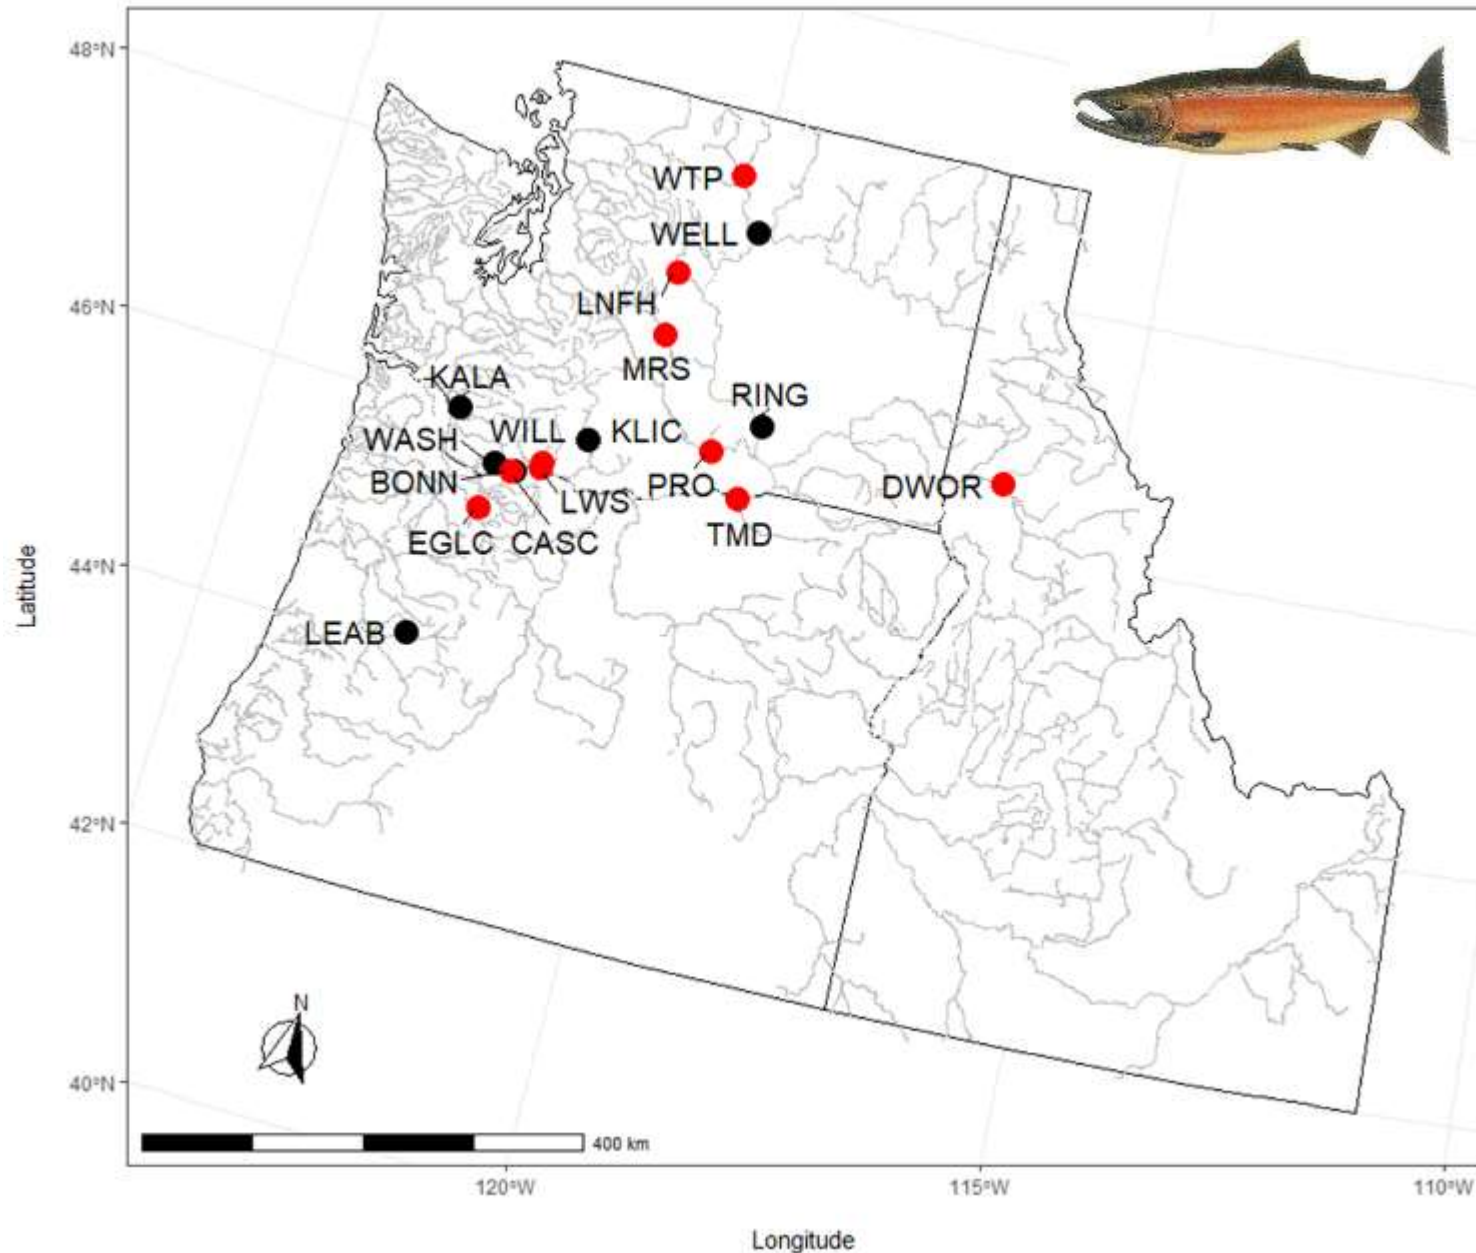 48°N
WTP
WELL
LNFH
46°N
MRS
KALA
RING
WASH
WILL
KLIC
BONN
PRO
DWOR
LWS
EGLC
CASC
TMD
44°N
Latitude
LEAB
42°N
N
40°N
400 km
120°W
115°W
110°W
Longitude